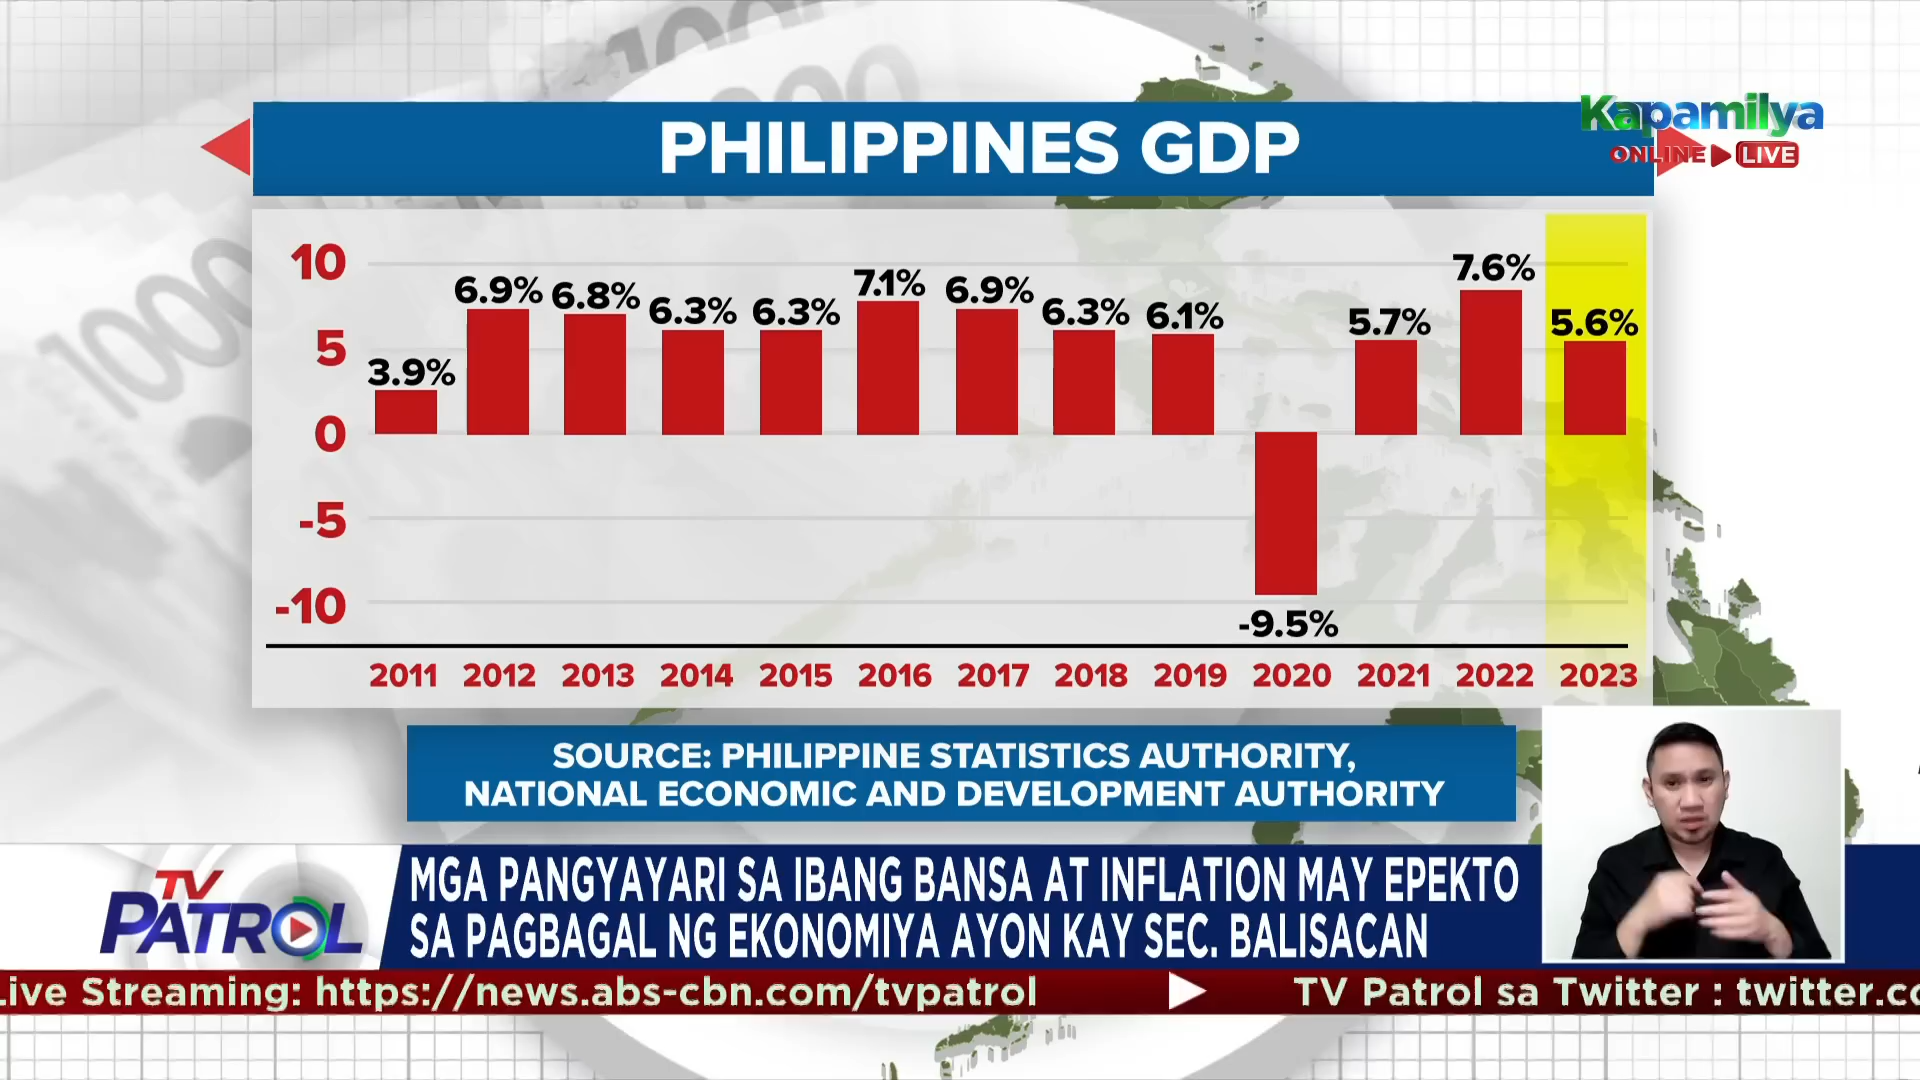 PHILIPPINES GDP
Kapamilya
ONLINE LIVE
10
5
0
-5
-10
3.9%
6.9%
6.8%
6.3%
6.3%
7.1%
6.9%
6.3%
6.1%
-9.5%
5.7%
7.6%
5.6%
2011 2012 2013 2014 2015 2016 2017 2018 2019 2020 2021 2022 2023
SOURCE: PHILIPPINE STATISTICS AUTHORITY,
NATIONAL ECONOMIC AND DEVELOPMENT AUTHORITY
TV
PATROL
MGA PANGYAYARI SA IBANG BANSA AT INFLATION MAY EPEKTO
SA PAGBAGAL NG EKONOMIYA AYON KAY SEC. BALISACAN
Live Streaming: https://news.abs-cbn.com/tvpatrol TV Patrol sa Twitter : twitter.co